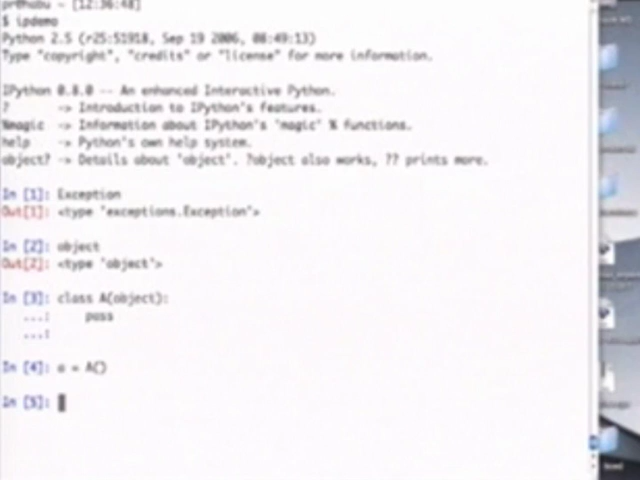 prabhu ~ [12:36:48]
$ ipdemo
Python 2.5 (r25:51918, Sep 19 2006, 08:49:13)
Type "copyright", "credits" or "license" for more information.
IPython 0.8.0 -- An enhanced Interactive Python.
? -> Introduction to IPython's features.
%magic -> Information about IPython's 'magic' % functions.
help -> Python's own help system.
object? -> Details about 'object'. ?object also works, ?? prints more.
In [1]: Exception
Out[1]: <type 'exceptions.Exception'>
In [2]: object
Out[2]: <type 'object'>
In [3]: class A(object):
...: pass
...:
In [4]: a = A()
In [5]: